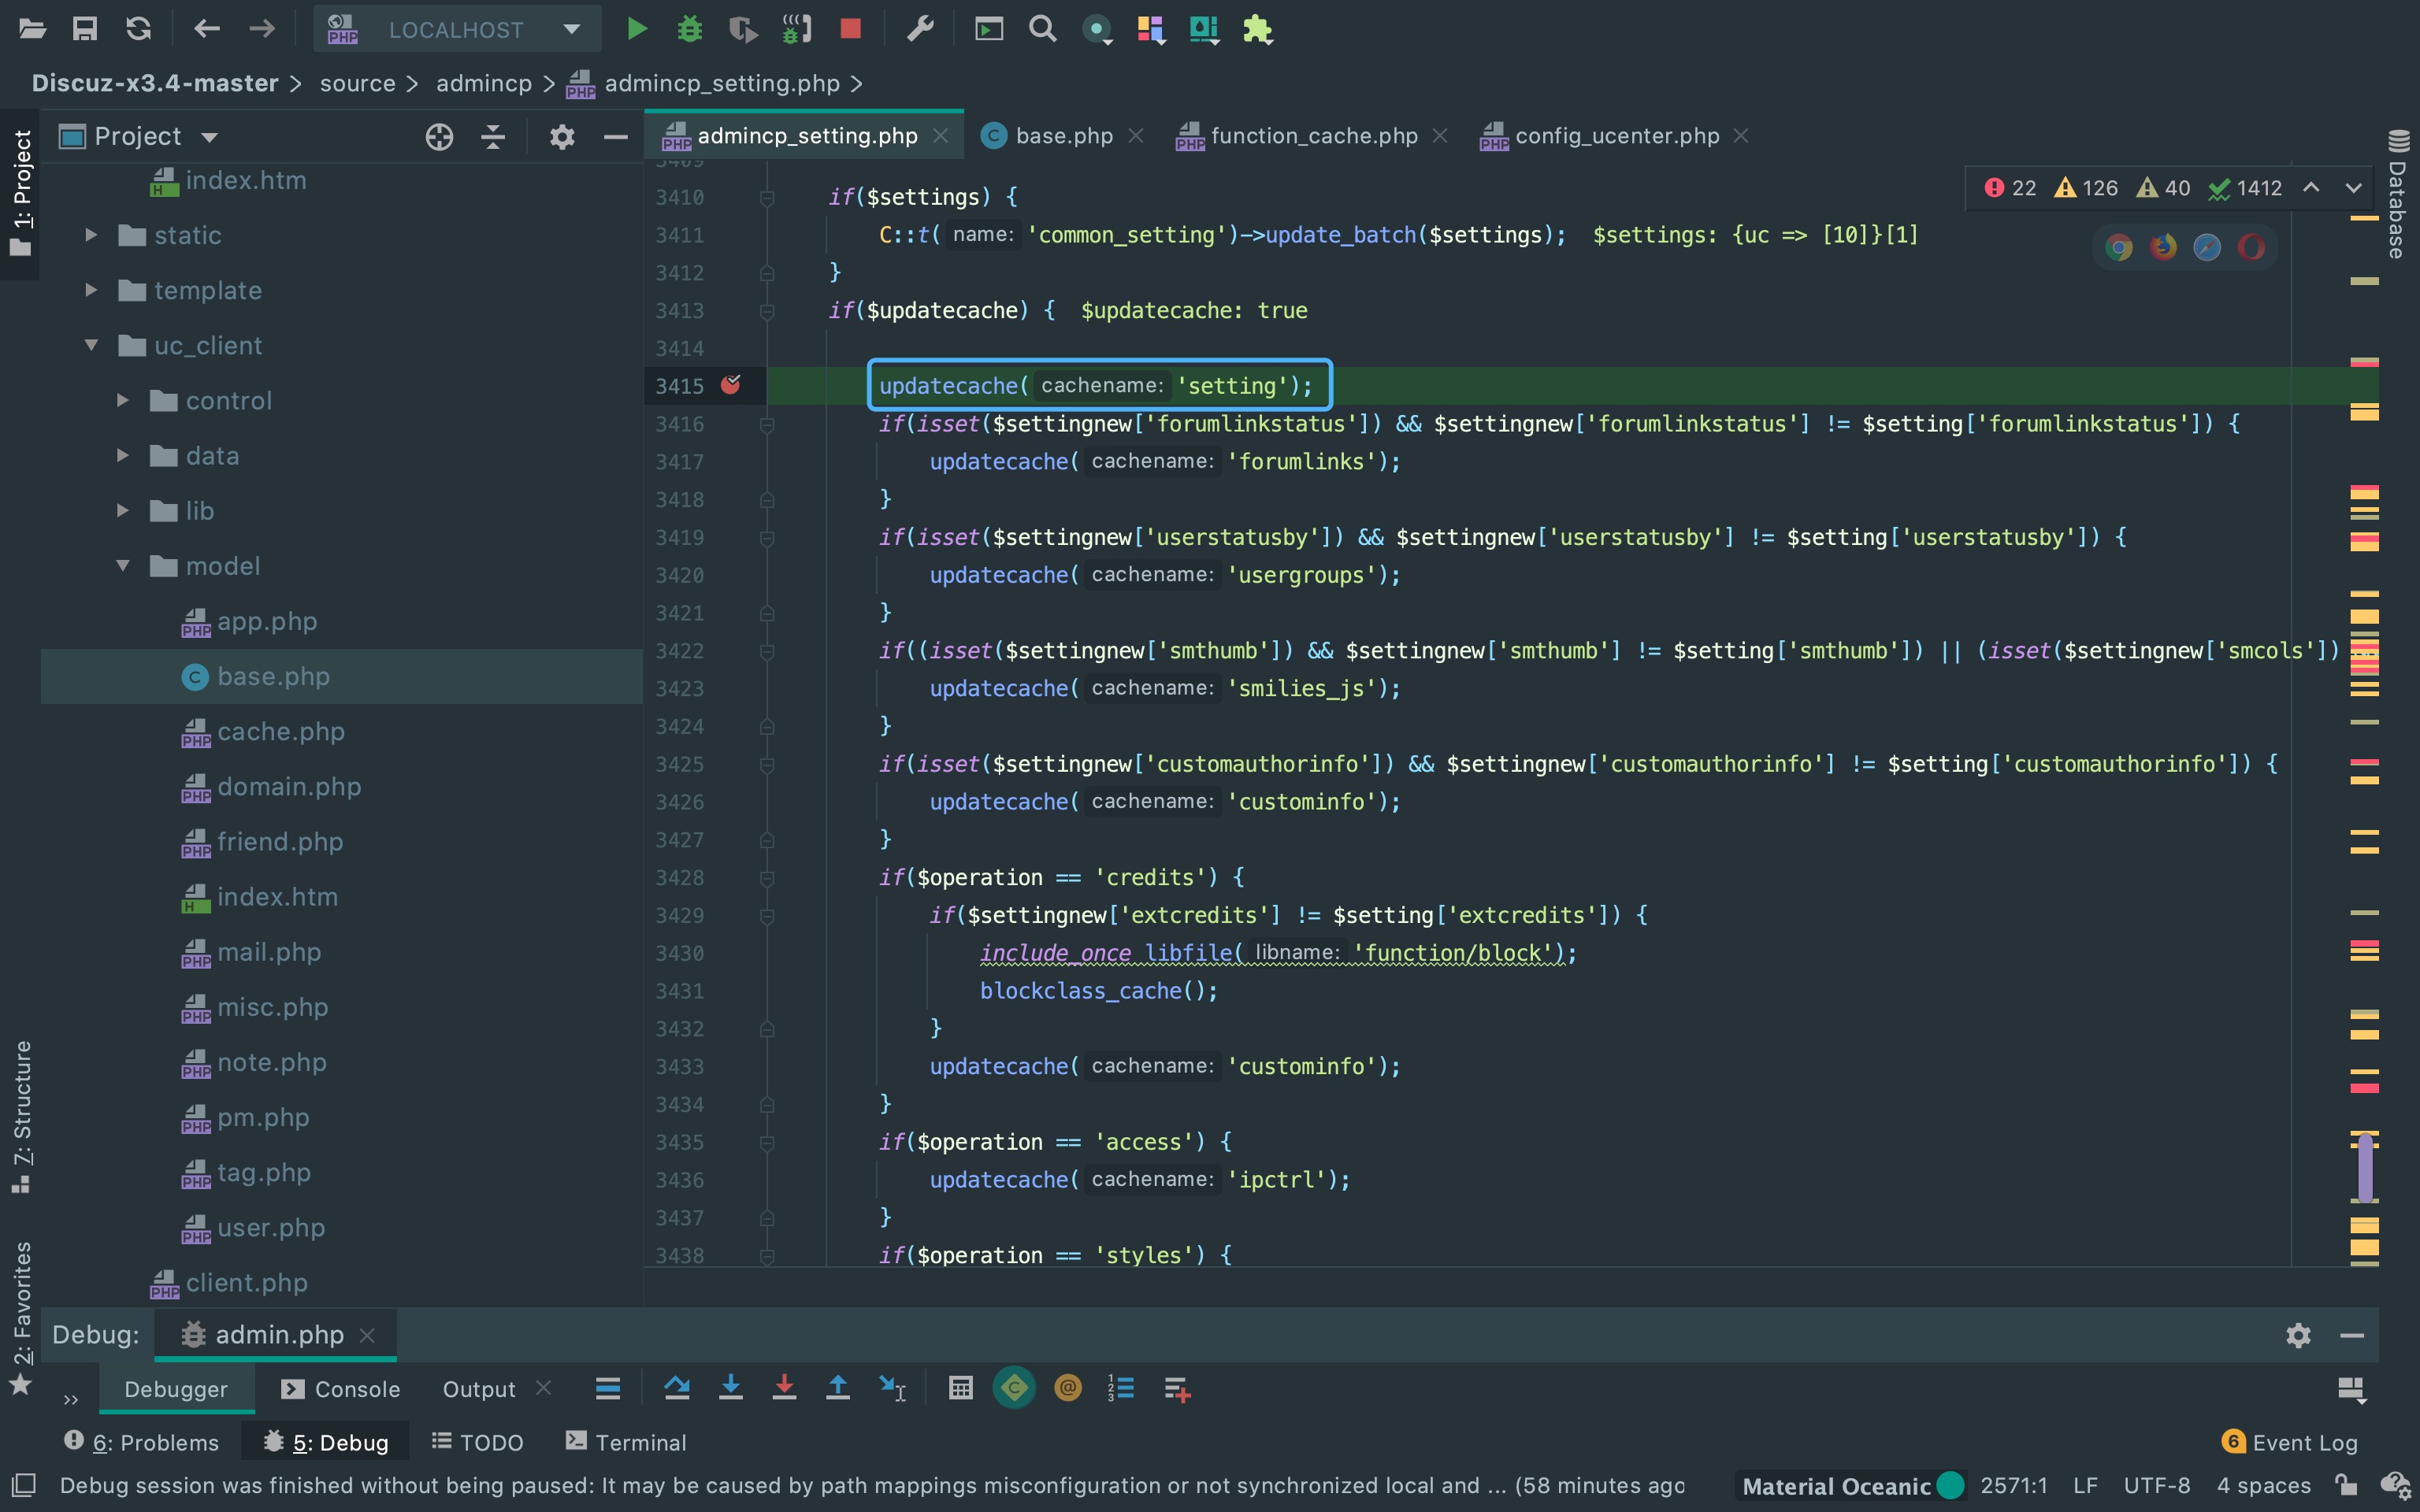 LOCALHOST
Discuz-x3.4-master > source > admincp > admincp_setting.php >
Project
admincp_setting.php base.php function_cache.php config_ucenter.php
1: Project
7: Structure
2: Favorites
Database
index.htm
static
template
uc_client
control
data
lib
model
app.php
base.php
cache.php
domain.php
friend.php
index.htm
mail.php
misc.php
note.php
pm.php
tag.php
user.php
client.php
22 126 40 1412
3409
3410 if($settings) {
3411 C::t( name: 'common_setting')->update_batch($settings); $settings: {uc => [10]}[1]
3412 }
3413 if($updatecache) { $updatecache: true
3414
3415 updatecache( cachename: 'setting');
3416 if(isset($settingnew['forumlinkstatus']) && $settingnew['forumlinkstatus'] != $setting['forumlinkstatus']) {
3417 updatecache( cachename: 'forumlinks');
3418 }
3419 if(isset($settingnew['userstatusby']) && $settingnew['userstatusby'] != $setting['userstatusby']) {
3420 updatecache( cachename: 'usergroups');
3421 }
3422 if((isset($settingnew['smthumb']) && $settingnew['smthumb'] != $setting['smthumb']) || (isset($settingnew['smcols'])
3423 updatecache( cachename: 'smilies_js');
3424 }
3425 if(isset($settingnew['customauthorinfo']) && $settingnew['customauthorinfo'] != $setting['customauthorinfo']) {
3426 updatecache( cachename: 'custominfo');
3427 }
3428 if($operation == 'credits') {
3429 if($settingnew['extcredits'] != $setting['extcredits']) {
3430 include_once libfile( libname: 'function/block');
3431 blockclass_cache();
3432 }
3433 updatecache( cachename: 'custominfo');
3434 }
3435 if($operation == 'access') {
3436 updatecache( cachename: 'ipctrl');
3437 }
3438 if($operation == 'styles') {
Debug: admin.php
Debugger Console Output
6: Problems 5: Debug TODO Terminal 6 Event Log
Debug session was finished without being paused: It may be caused by path mappings misconfiguration or not synchronized local and ... (58 minutes ago Material Oceanic 2571:1 LF UTF-8 4 spaces